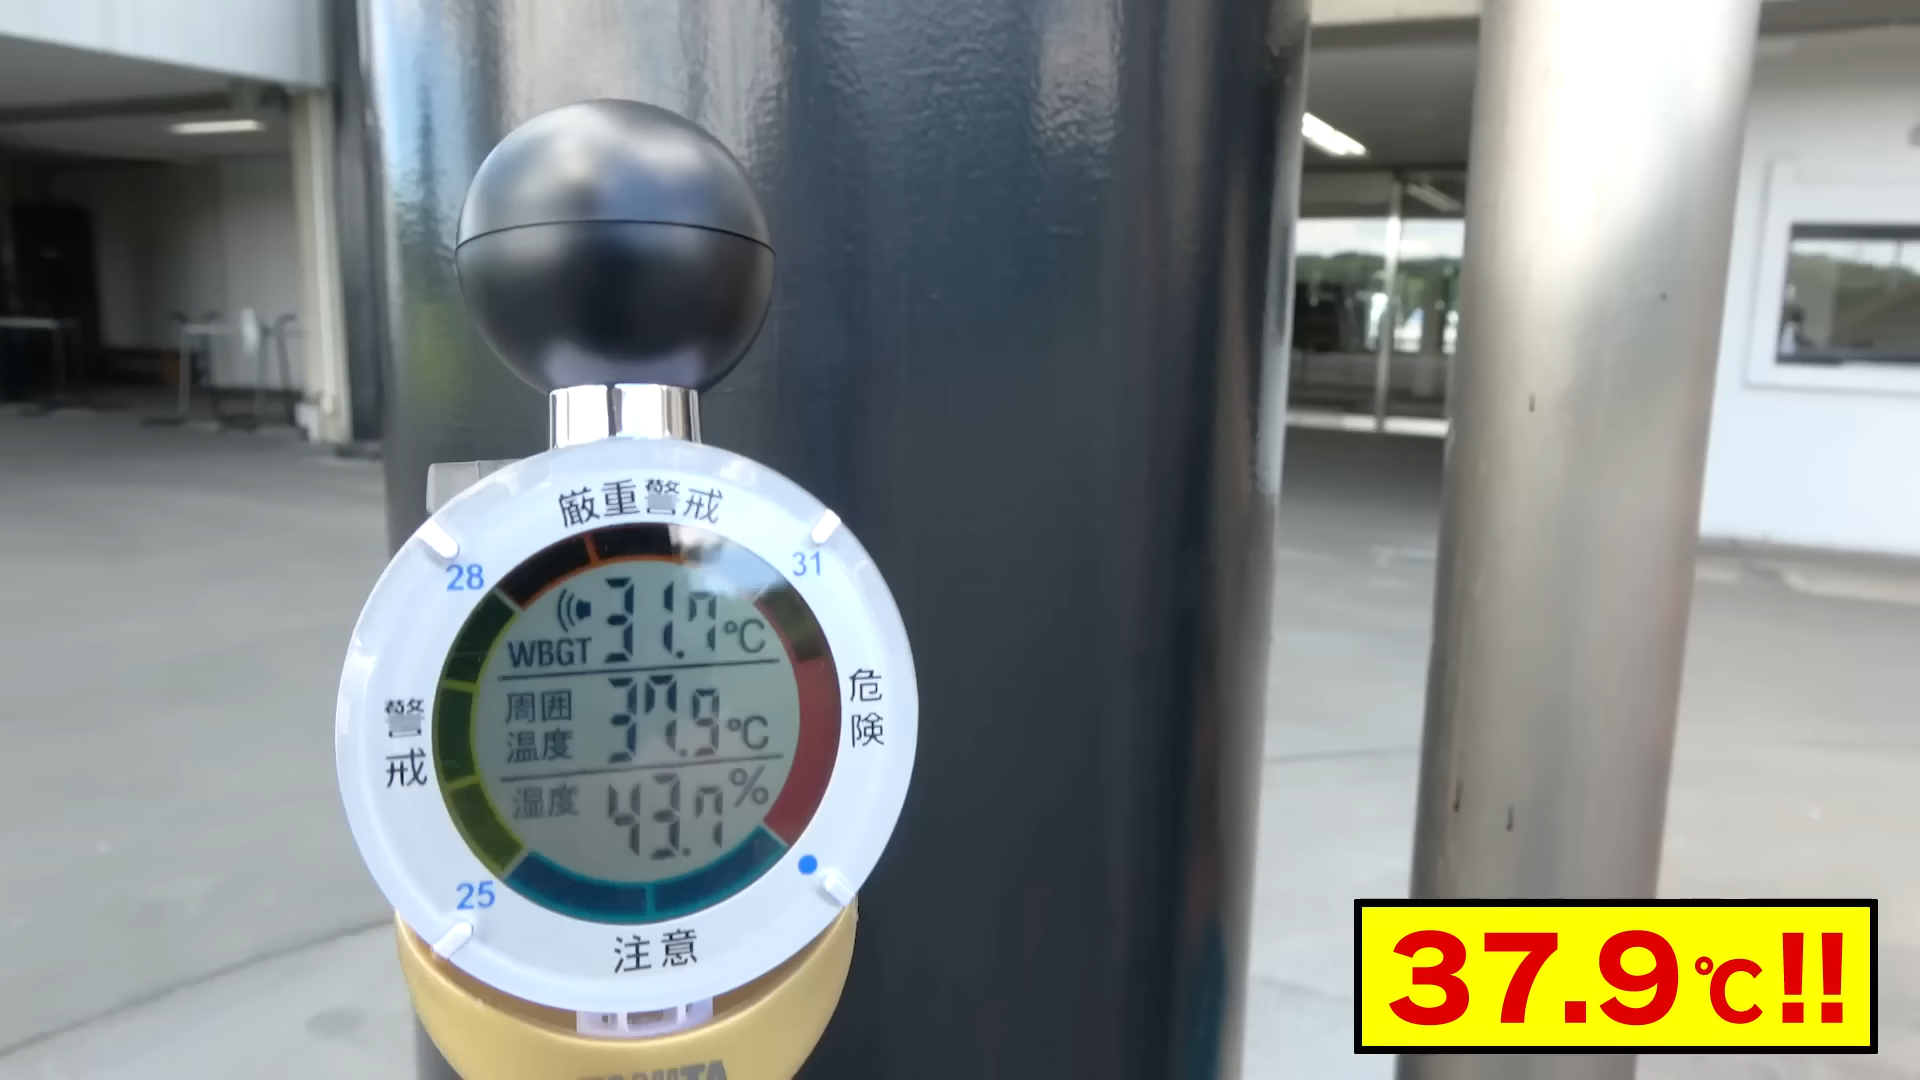 厳重警戒
28
31
WBGT 31.7℃
周囲温度 37.9℃
湿度 43.7%
警戒
危険
25
注意
TANITA
37.9℃!!